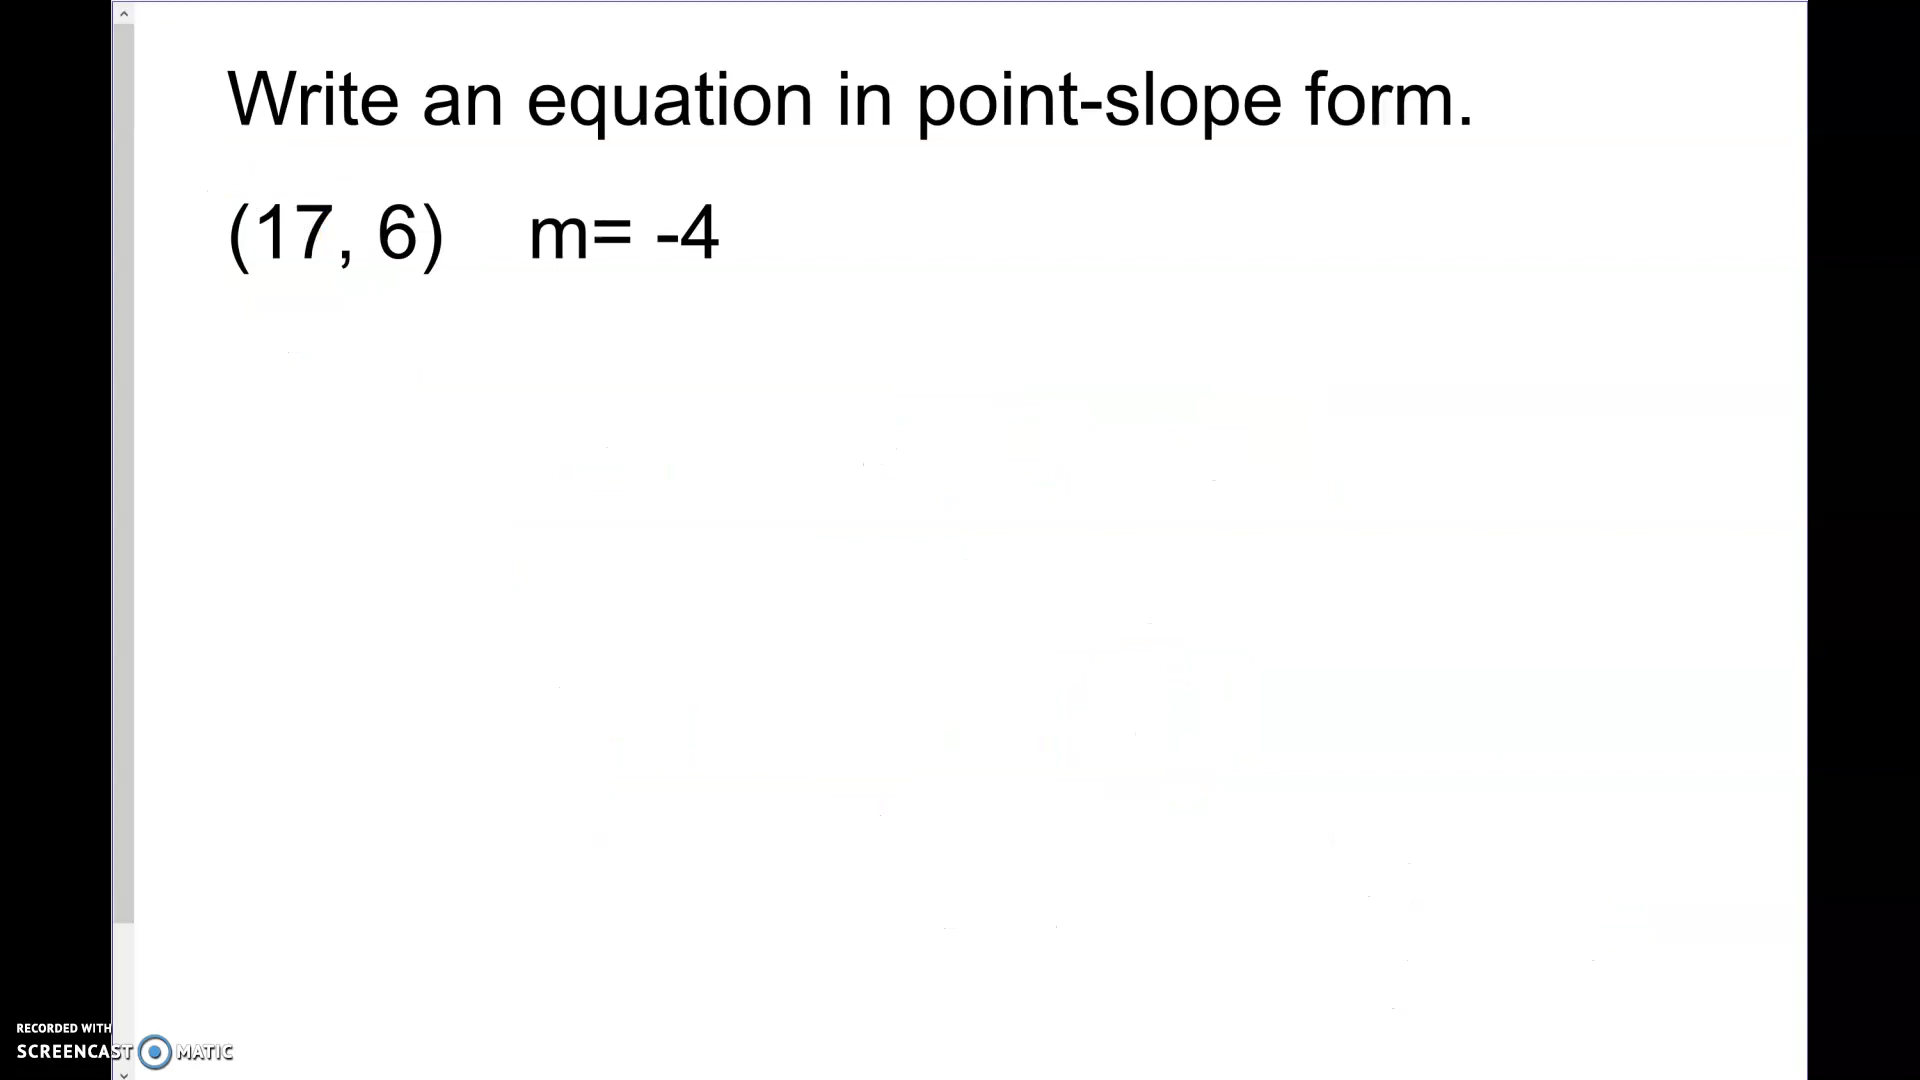 Write an equation in point-slope form.
(17, 6) m= -4
RECORDED WITH
SCREENCAST MATIC